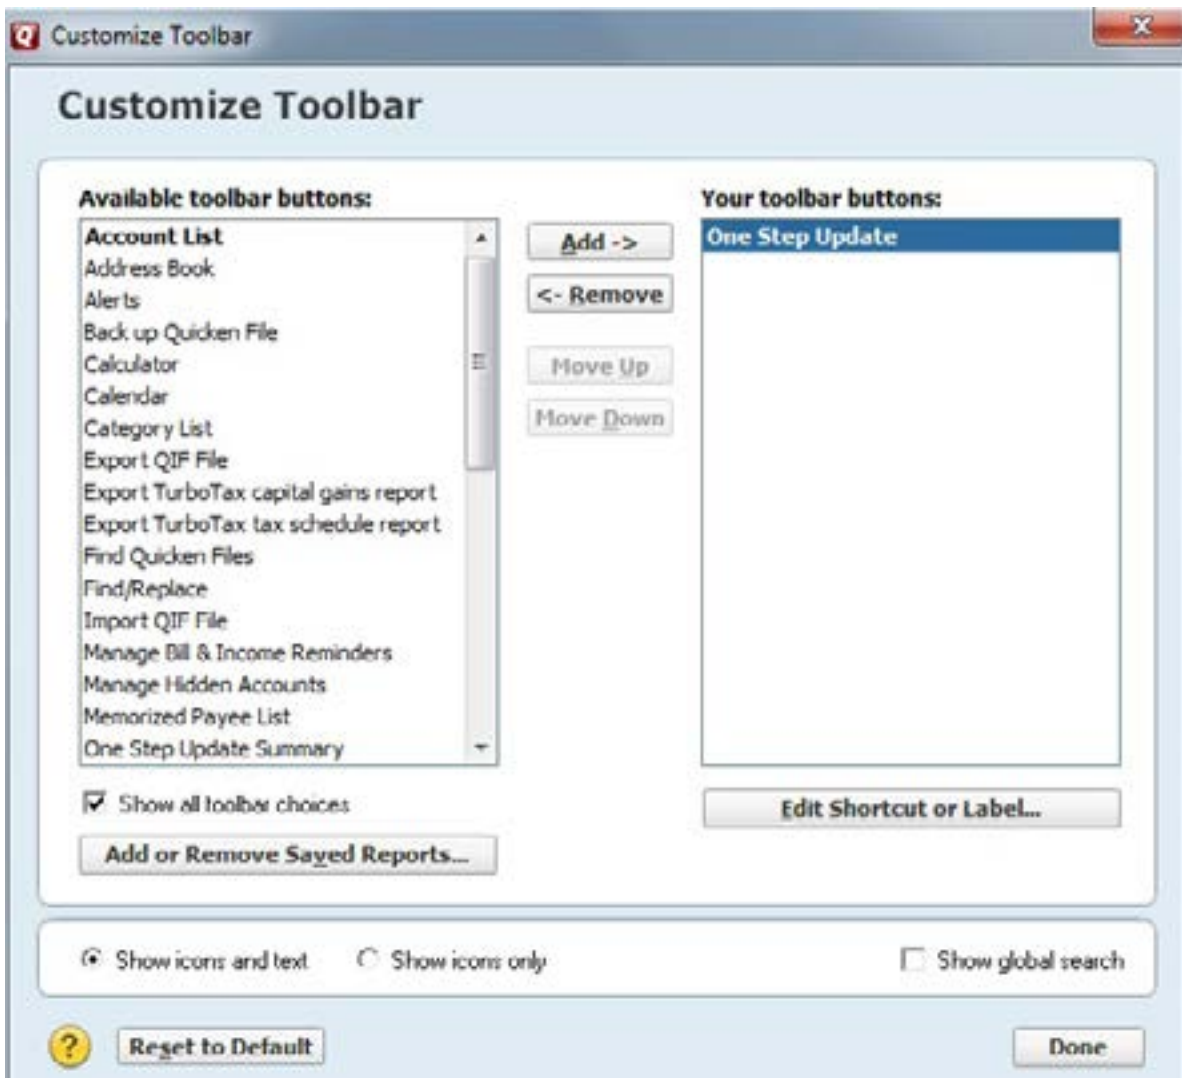 Customize Toolbar
Customize Toolbar
Available toolbar buttons:
Account List
Address Book
Alerts
Back up Quicken File
Calculator
Calendar
Category List
Export QIF File
Export TurboTax capital gains report
Export TurboTax tax schedule report
Find Quicken Files
Find/Replace
Import QIF File
Manage Bill & Income Reminders
Manage Hidden Accounts
Memorized Payee List
One Step Update Summary
Show all toolbar choices
Add or Remove Saved Reports...
Add ->
<- Remove
Move Up
Move Down
Your toolbar buttons:
One Step Update
Edit Shortcut or Label...
Show icons and text
Show icons only
Show global search
?
Reset to Default
Done